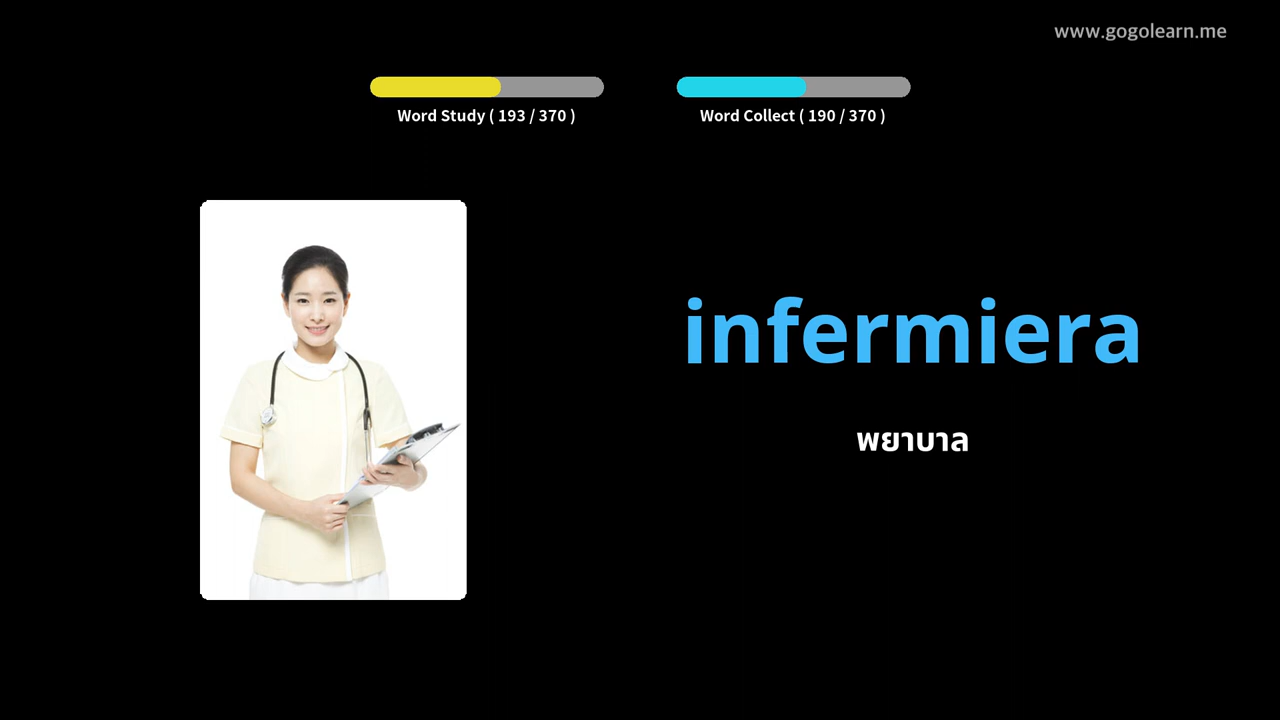 www.gogolearn.me
Word Study ( 193 / 370 )
Word Collect ( 190 / 370 )
infermiera
พยาบาล